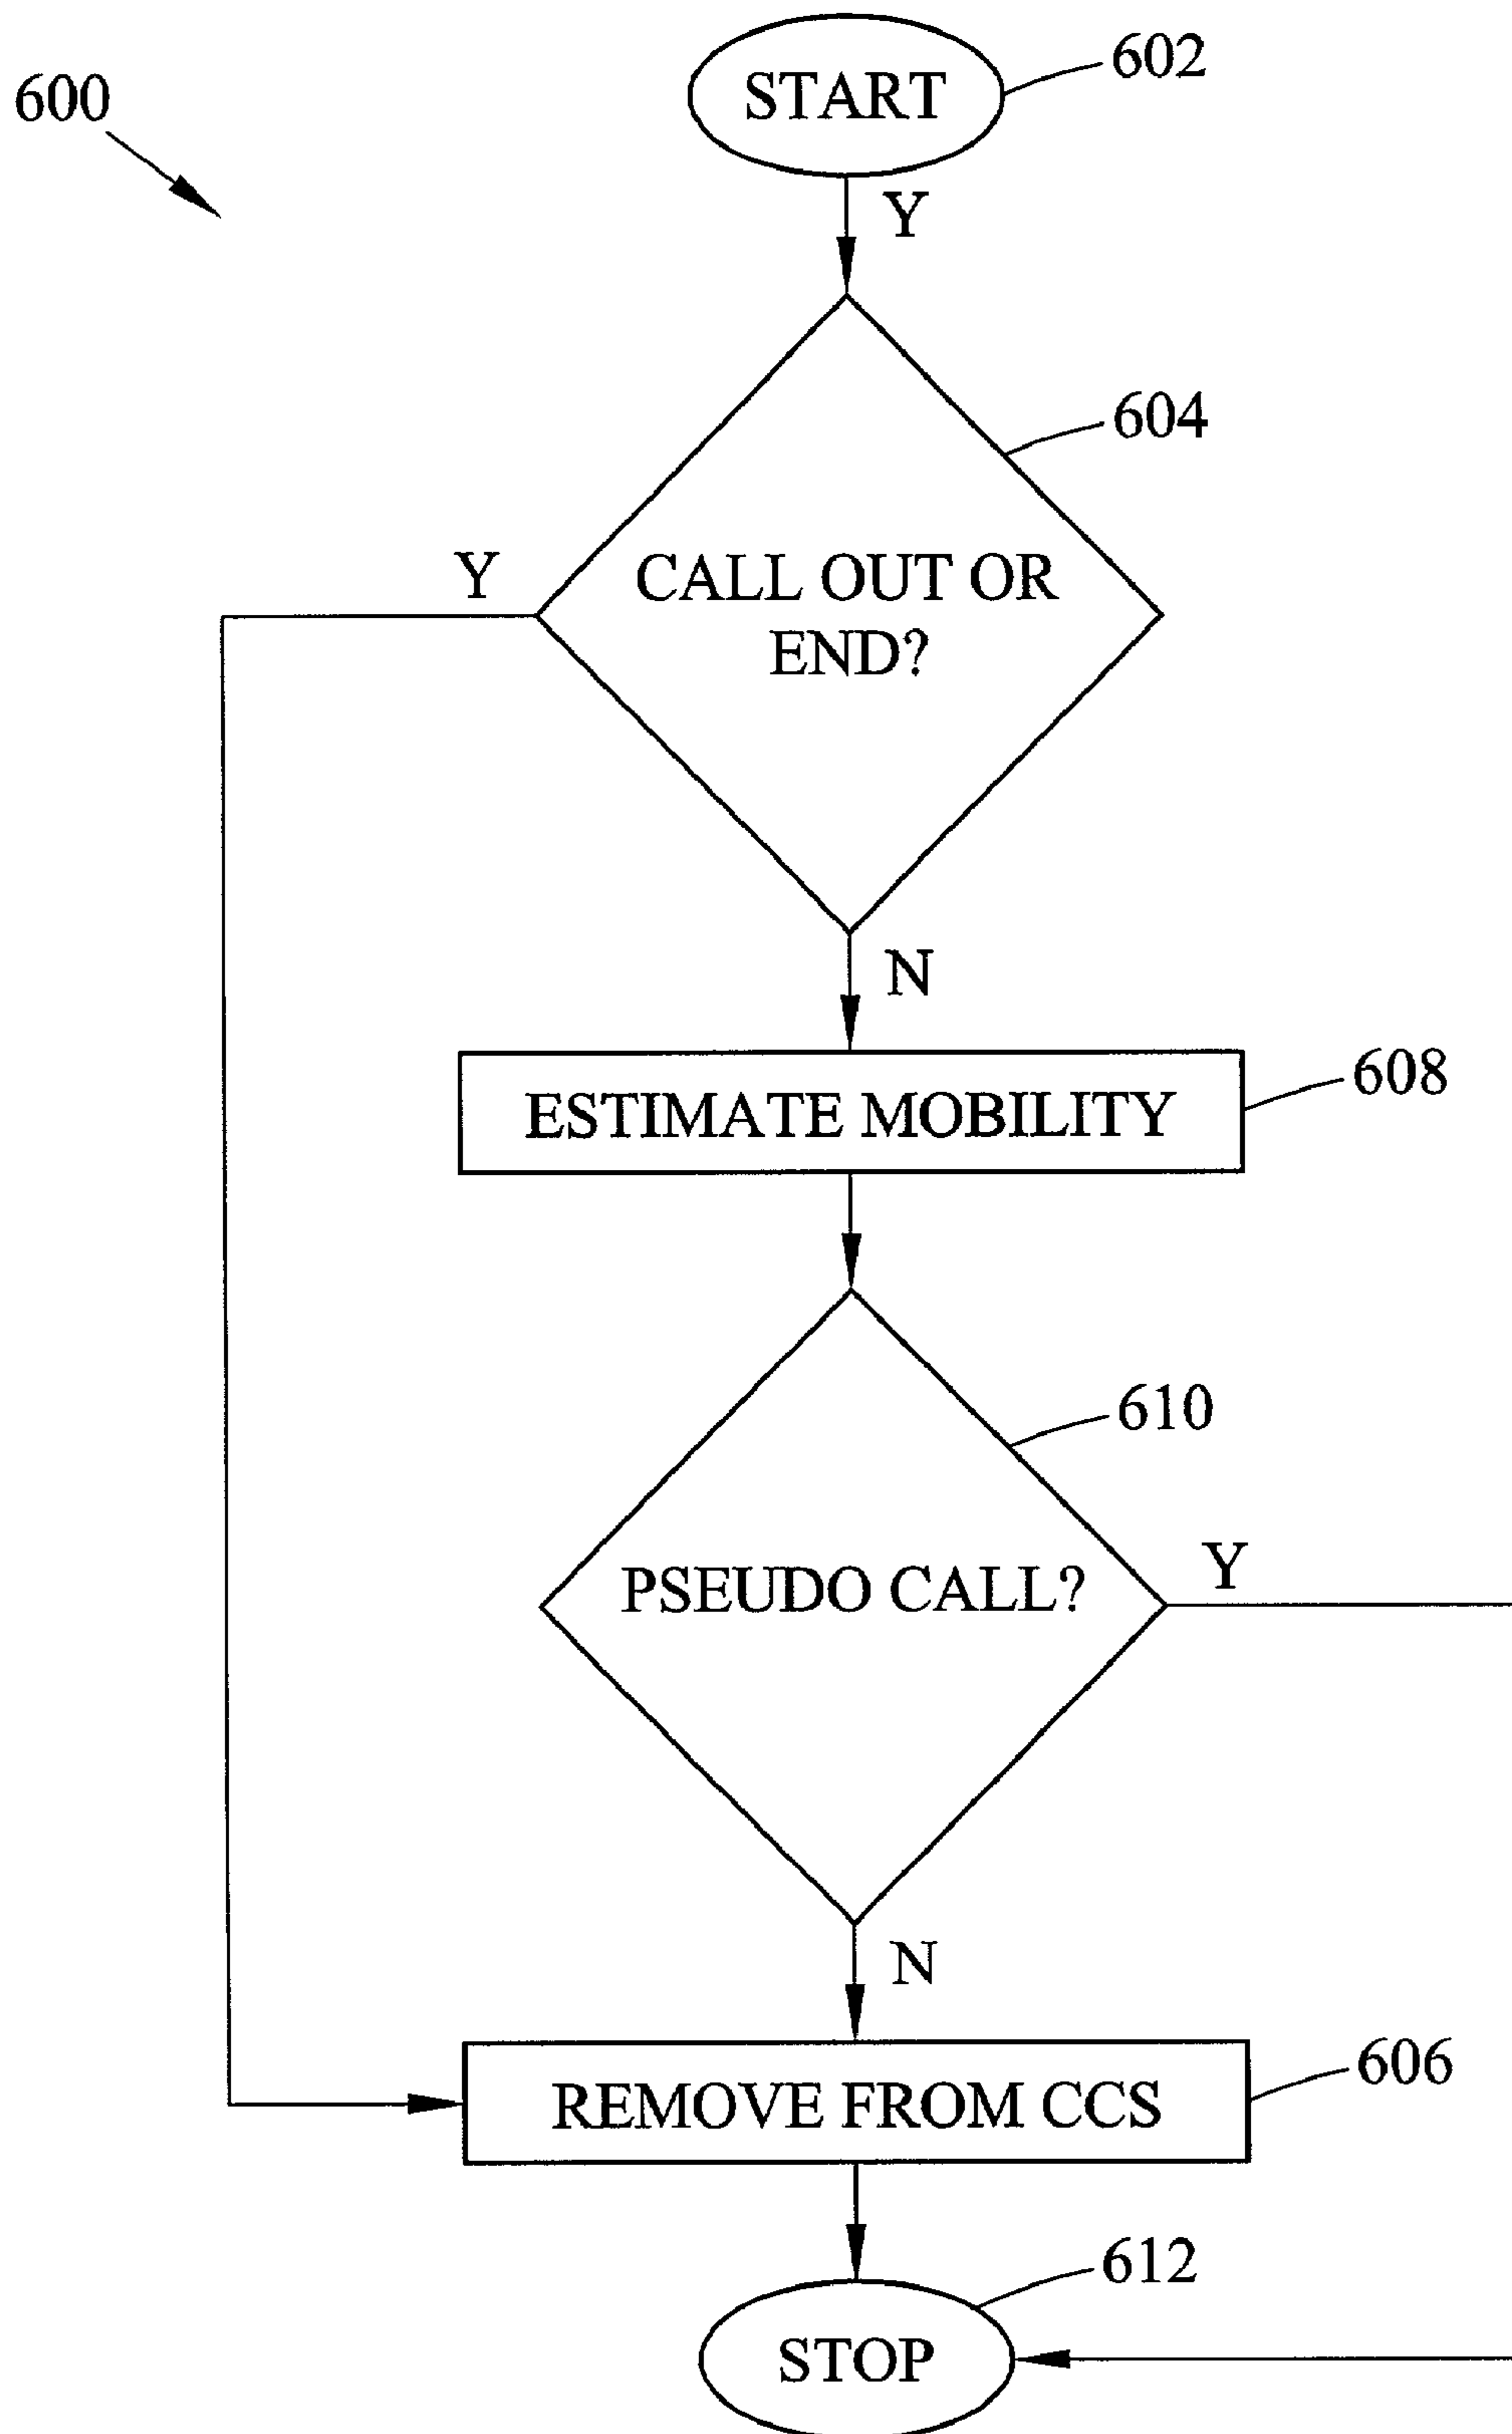 600
START
602
Y
604
Y
CALL OUT OR
END?
N
ESTIMATE MOBILITY
608
610
PSEUDO CALL?
Y
N
REMOVE FROM CCS
606
612
STOP